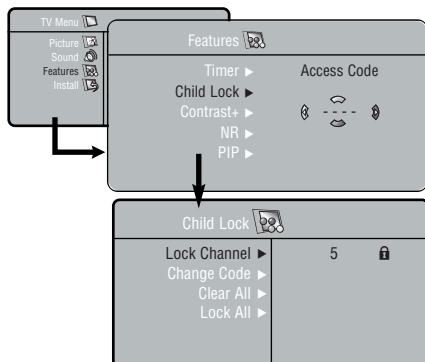 TV Menu
Picture
Sound
Features
Install
Features
Timer ▶ Access Code
Child Lock ▶
Contrast+ ▶ - - - -
NR ▶
PIP ▶
Child Lock
Lock Channel ▶ 5
Change Code ▶
Clear All ▶
Lock All ▶